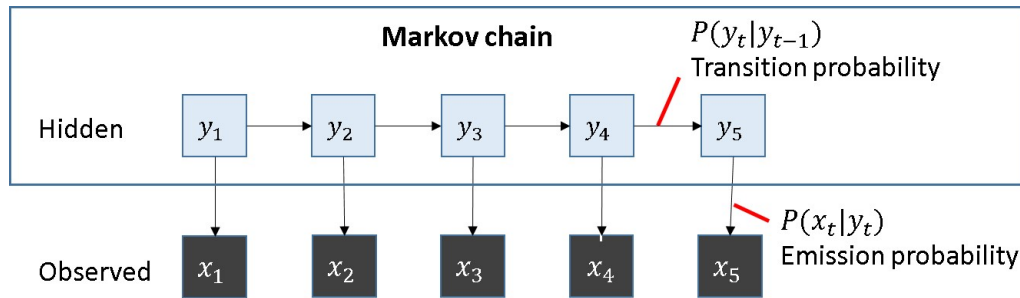 Markov chain
P(y_t|y_{t-1})
Transition probability
Hidden
y_1
y_2
y_3
y_4
y_5
P(x_t|y_t)
Emission probability
Observed
x_1
x_2
x_3
x_4
x_5